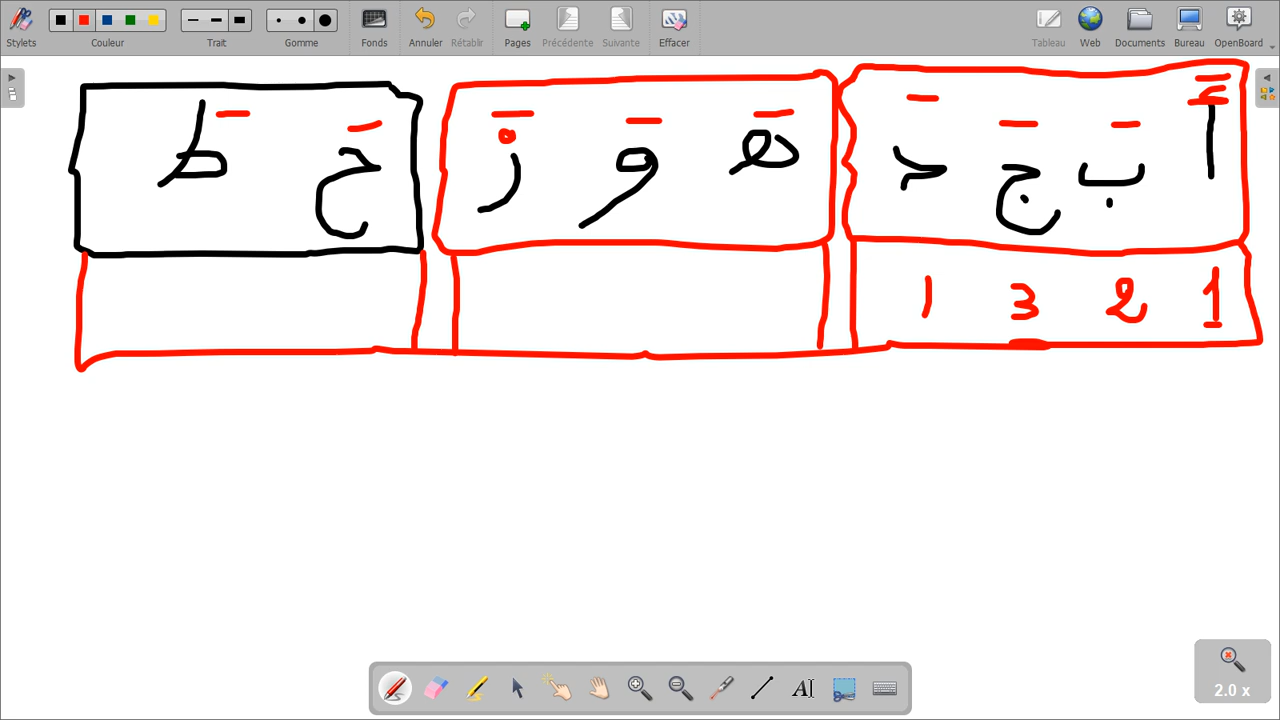 Stylets Couleur Trait Gomme Fonds Annuler Rétablir Pages Précédente Suivante Effacer Tableau Web Documents Bureau OpenBoard
أَ بَ جَ دَ
هَ وَ زَ
حَ طَ
1 2 3 1
2.0 x